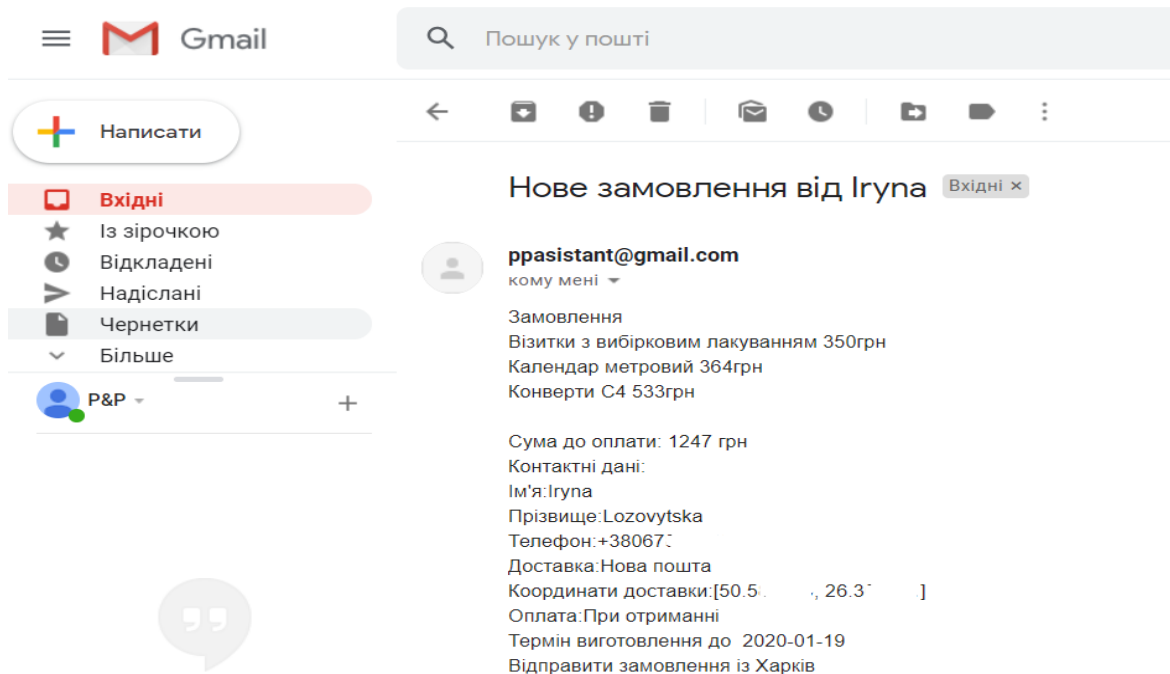 Gmail
Пошук у пошті
Написати
Вхідні
Із зірочкою
Відкладені
Надіслані
Чернетки
Більше
P&P
Нове замовлення від Iryna Вхідні ×
ppasistant@gmail.com
кому мені
Замовлення
Візитки з вибірковим лакуванням 350грн
Календар метровий 364грн
Конверти С4 533грн
Сума до оплати: 1247 грн
Контактні дані:
Ім'я:Iryna
Прізвище:Lozovytska
Телефон:+38067
Доставка:Нова пошта
Координати доставки:[50.5 , 26.3 ]
Оплата:При отриманні
Термін виготовлення до 2020-01-19
Відправити замовлення із Харків